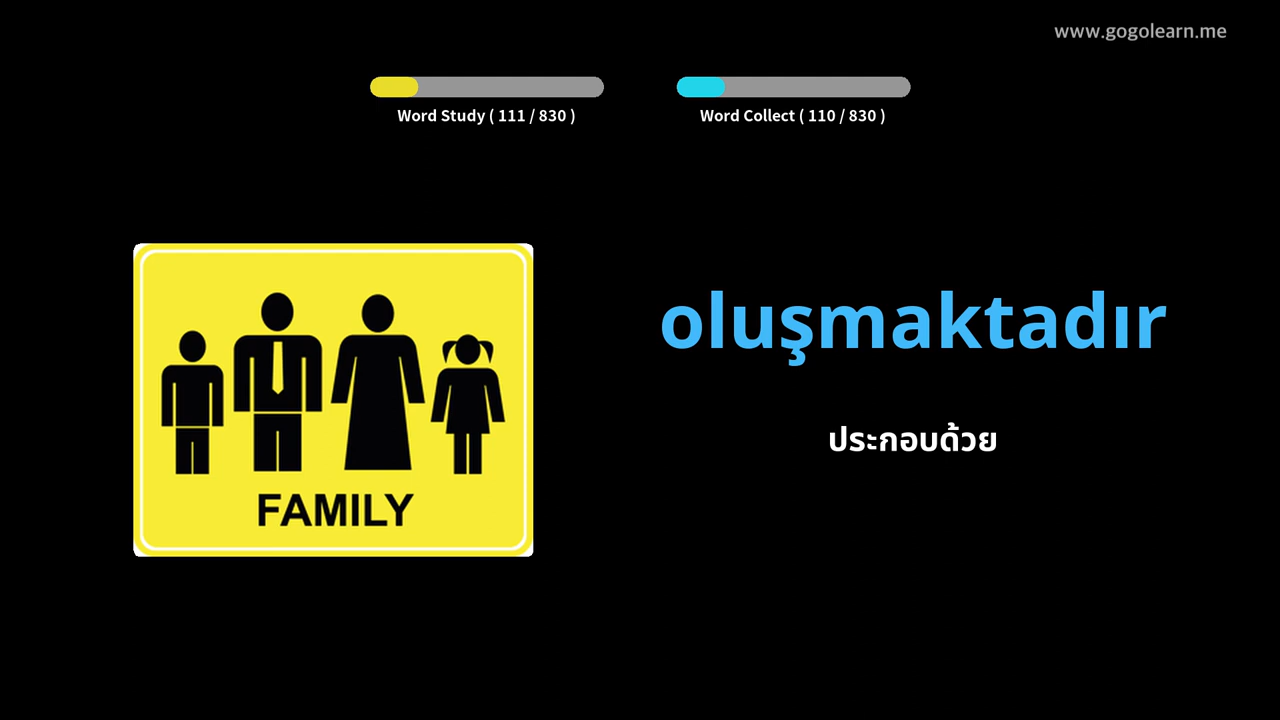 www.gogolearn.me
Word Study ( 111 / 830 )
Word Collect ( 110 / 830 )
FAMILY
oluşmaktadır
ประกอบด้วย